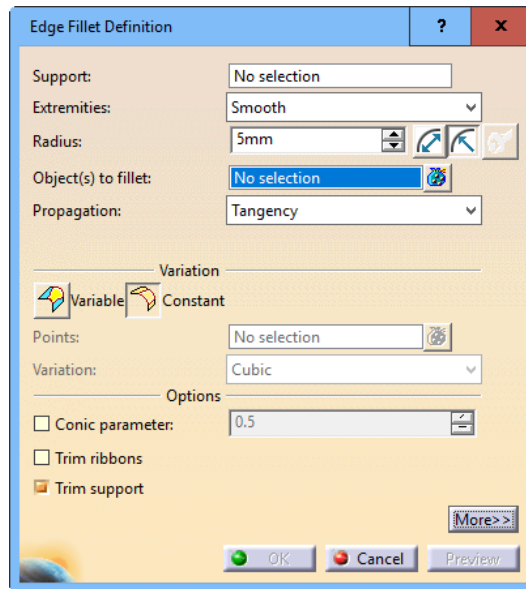 Edge Fillet Definition ? x
Support: No selection
Extremities: Smooth
Radius: 5mm
Object(s) to fillet: No selection
Propagation: Tangency
Variation
Variable Constant
Points: No selection
Variation: Cubic
Options
Conic parameter: 0.5
Trim ribbons
Trim support
More>>
OK Cancel Preview